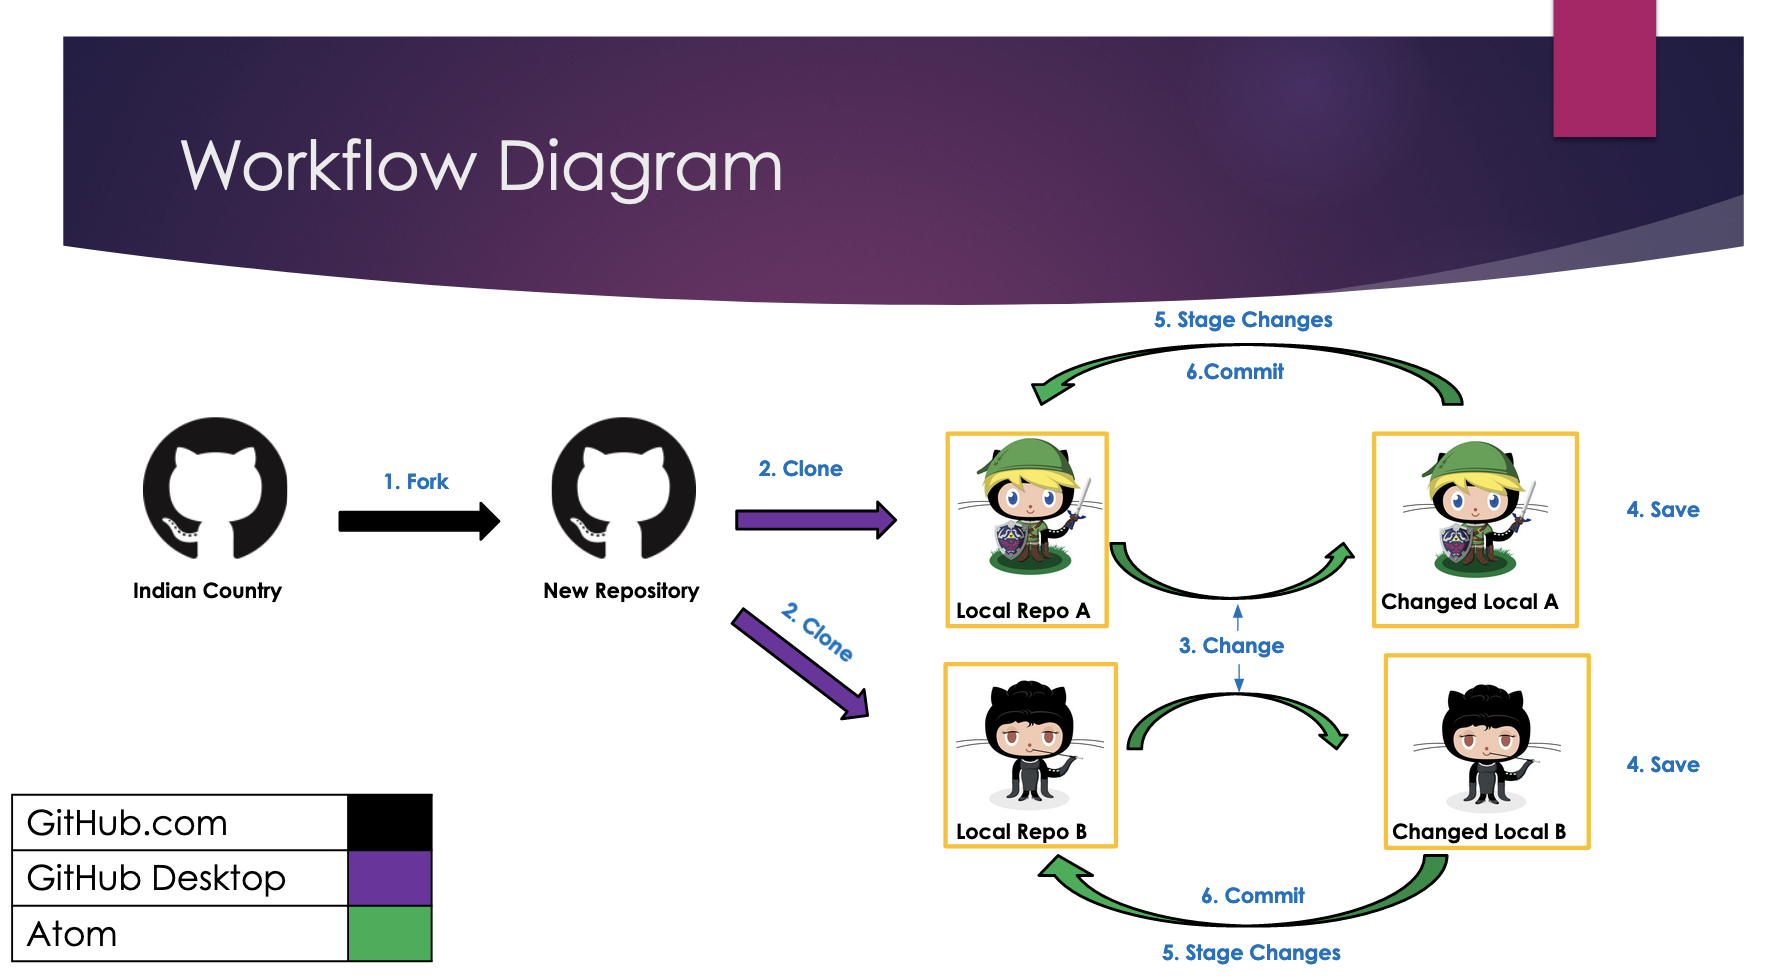 Workflow Diagram
5. Stage Changes
6.Commit
1. Fork
2. Clone
4. Save
Indian Country
New Repository
Local Repo A
Changed Local A
2. Clone
3. Change
4. Save
Local Repo B
Changed Local B
6. Commit
5. Stage Changes
GitHub.com
GitHub Desktop
Atom